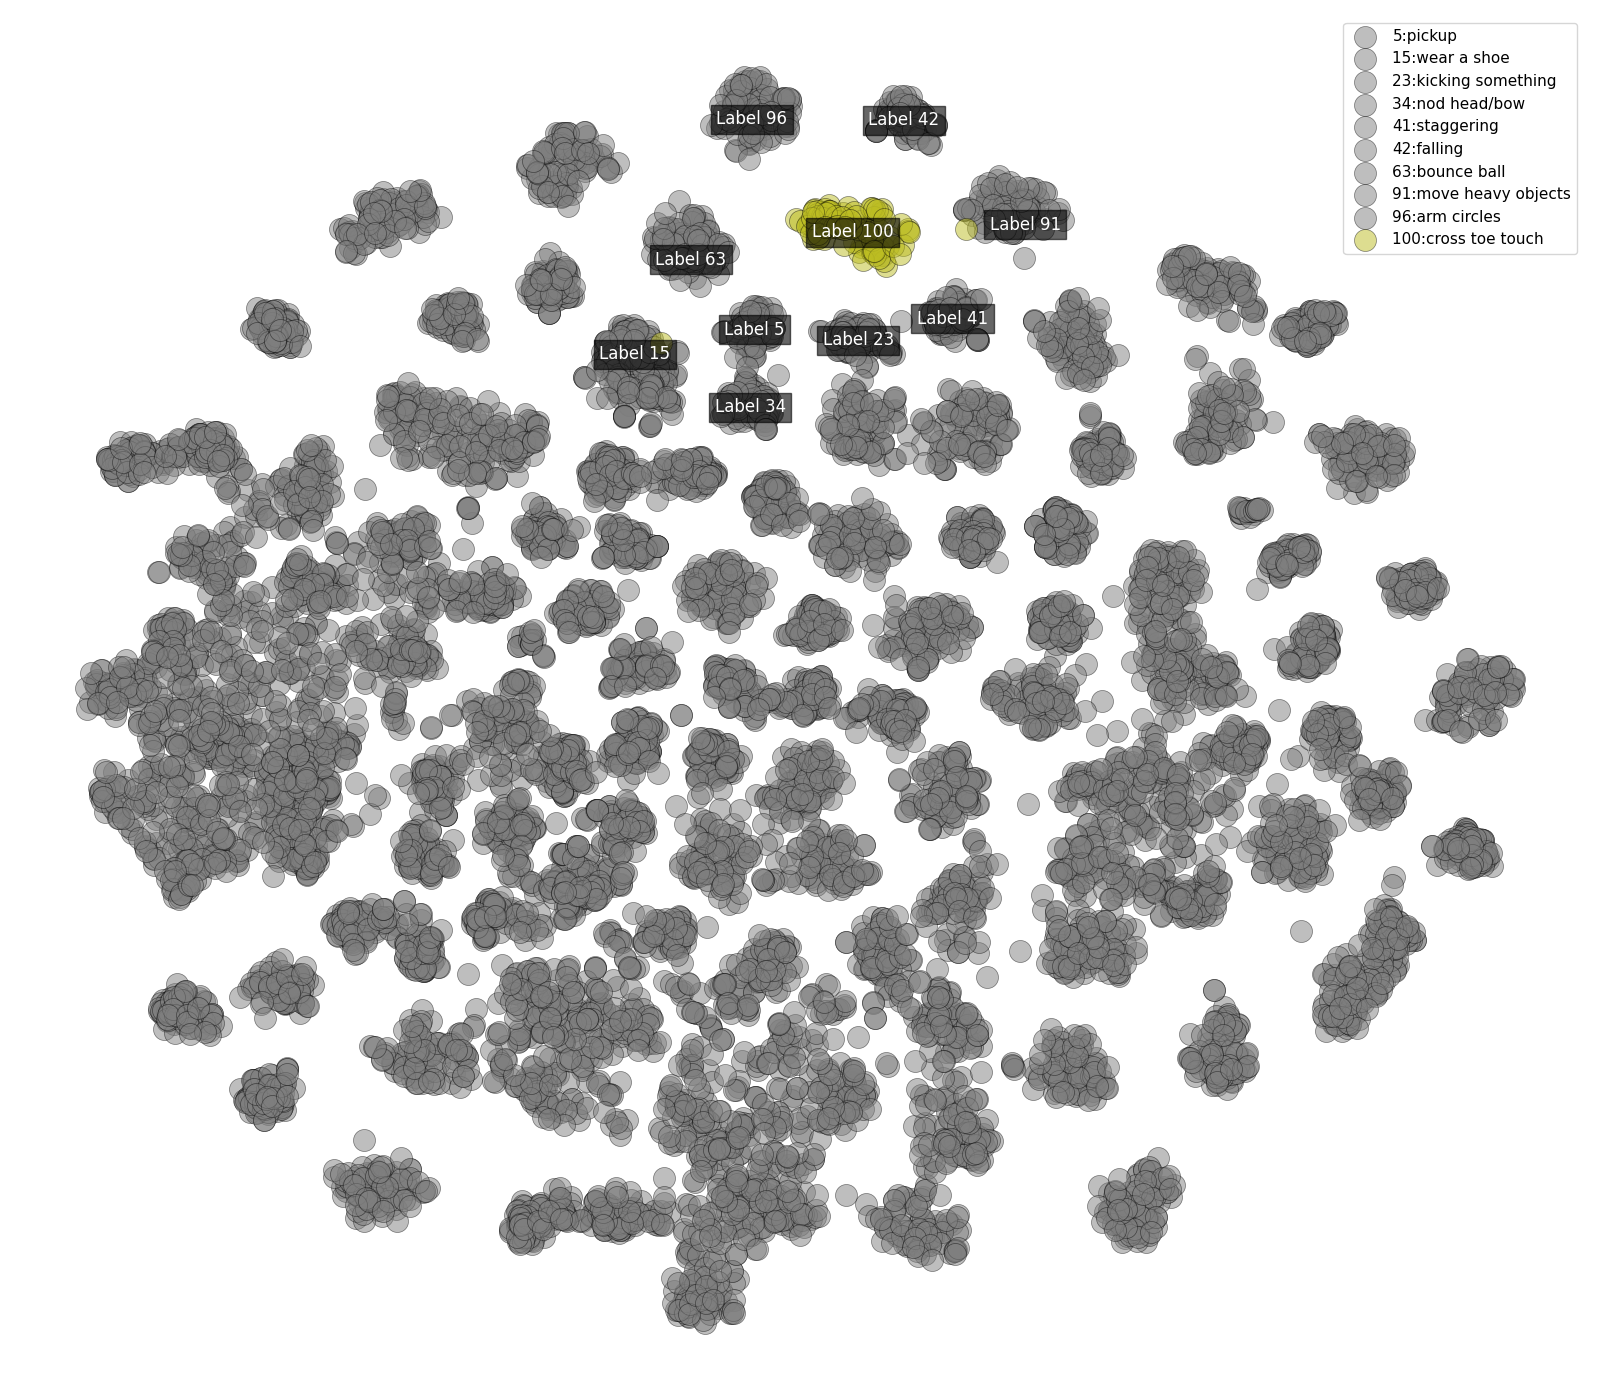 5:pickup
15:wear a shoe
23:kicking something
34:nod head/bow
41:staggering
42:falling
63:bounce ball
91:move heavy objects
96:arm circles
100:cross toe touch
Label 96
Label 42
Label 91
Label 100
Label 63
Label 41
Label 5
Label 23
Label 15
Label 34